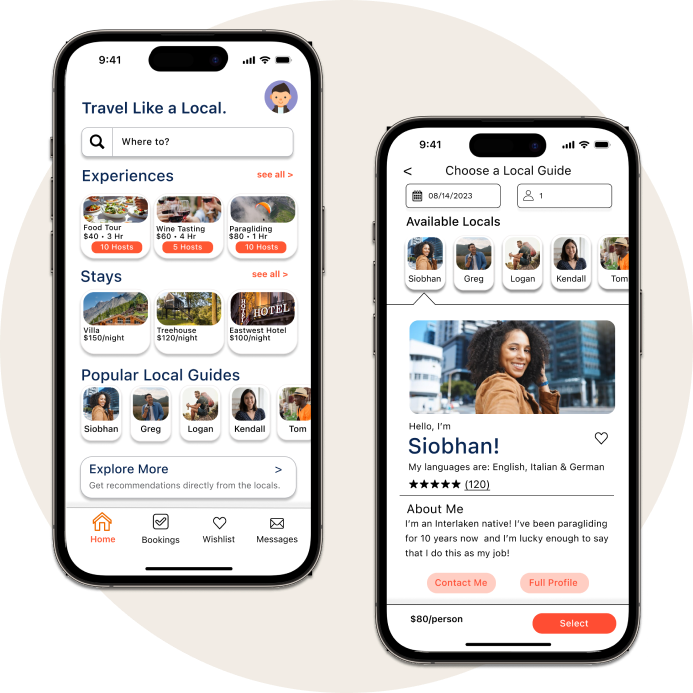 9:41
Travel Like a Local.
Where to?
Experiences
see all >
Food Tour
$40 • 3 Hr
10 Hosts
Wine Tasting
$60 • 4 Hr
5 Hosts
Paragliding
$80 • 1 Hr
10 Hosts
Stays
see all >
Villa
$150/night
Treehouse
$120/night
HOTEL
HOTEL
Eastwest Hotel
$100/night
Popular Local Guides
Siobhan
Greg
Logan
Kendall
Tom
Explore More >
Get recommendations directly from the locals.
Home
Bookings
Wishlist
Messages
9:41
< Choose a Local Guide
08/14/2023
1
Available Locals
Siobhan
Greg
Logan
Kendall
Tom
Hello, I'm
Siobhan!
My languages are: English, Italian & German
★★★★★ (120)
About Me
I'm an Interlaken native! I've been paragliding
for 10 years now and I'm lucky enough to say
that I do this as my job!
Contact Me
Full Profile
$80/person
Select